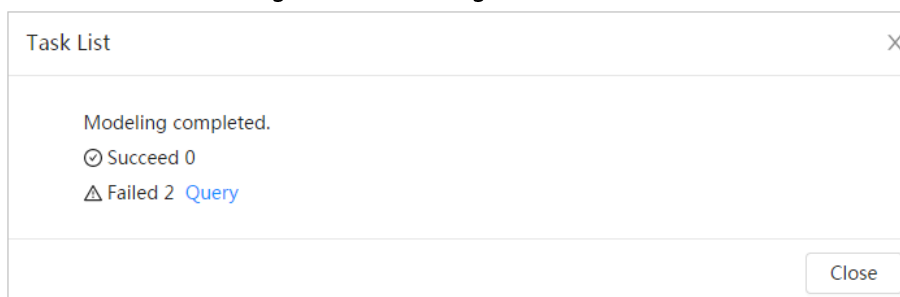 Task List
Modeling completed.
Succeed 0
Failed 2 Query
Close